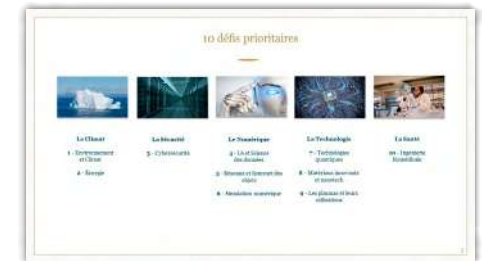 10 défis prioritaires
Le Climat
1 - Environnement
et Climat
2 - Énergie
La Sécurité
3 - Cybersécurité
Le Numérique
4 - IA et Science
des données
5 - Réseaux et Internet des
objets
6 - Simulation numérique
La Technologie
7 - Technologies
quantiques
8 - Matériaux innovants
et nanotech
9 - Les plasmas et leurs
utilisations
La Santé
10 - Ingénierie
biomédicale